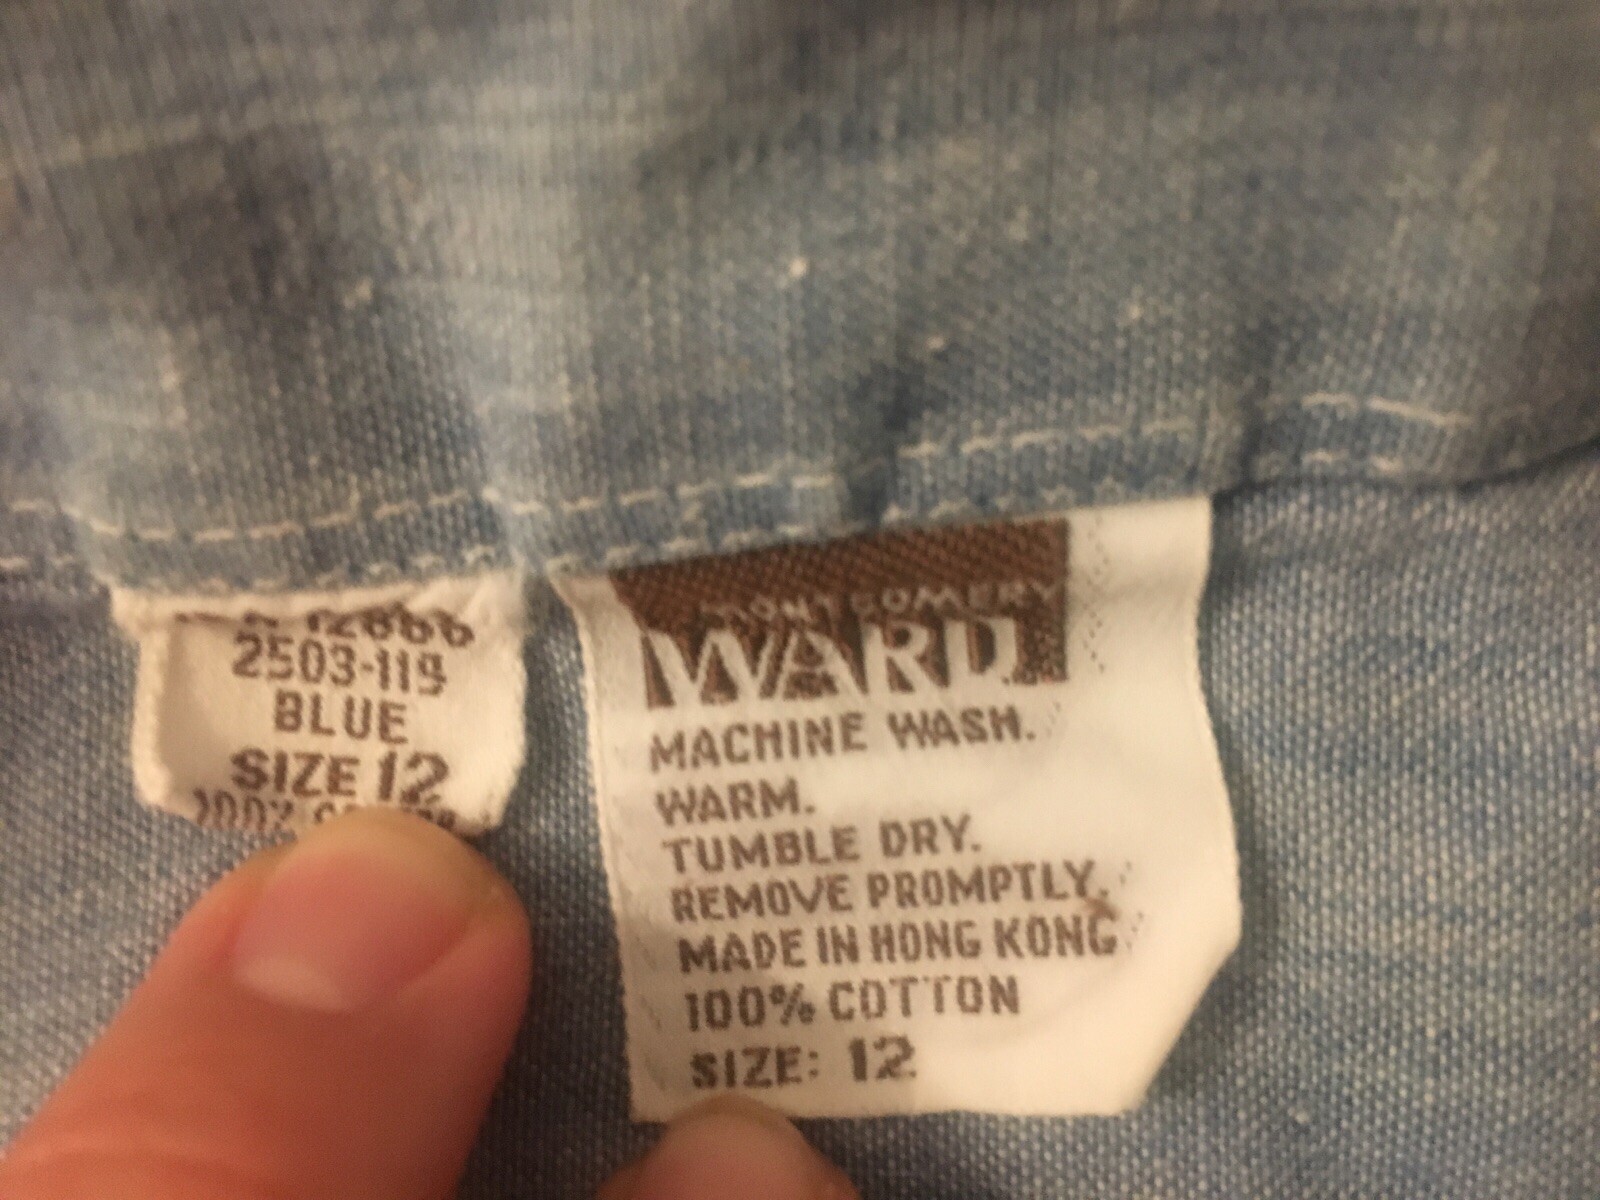 2503-119
BLUE
SIZE 12
100%
MONTGOMERY
WARD
MACHINE WASH.
WARM.
TUMBLE DRY.
REMOVE PROMPTLY.
MADE IN HONG KONG
100% COTTON
SIZE: 12